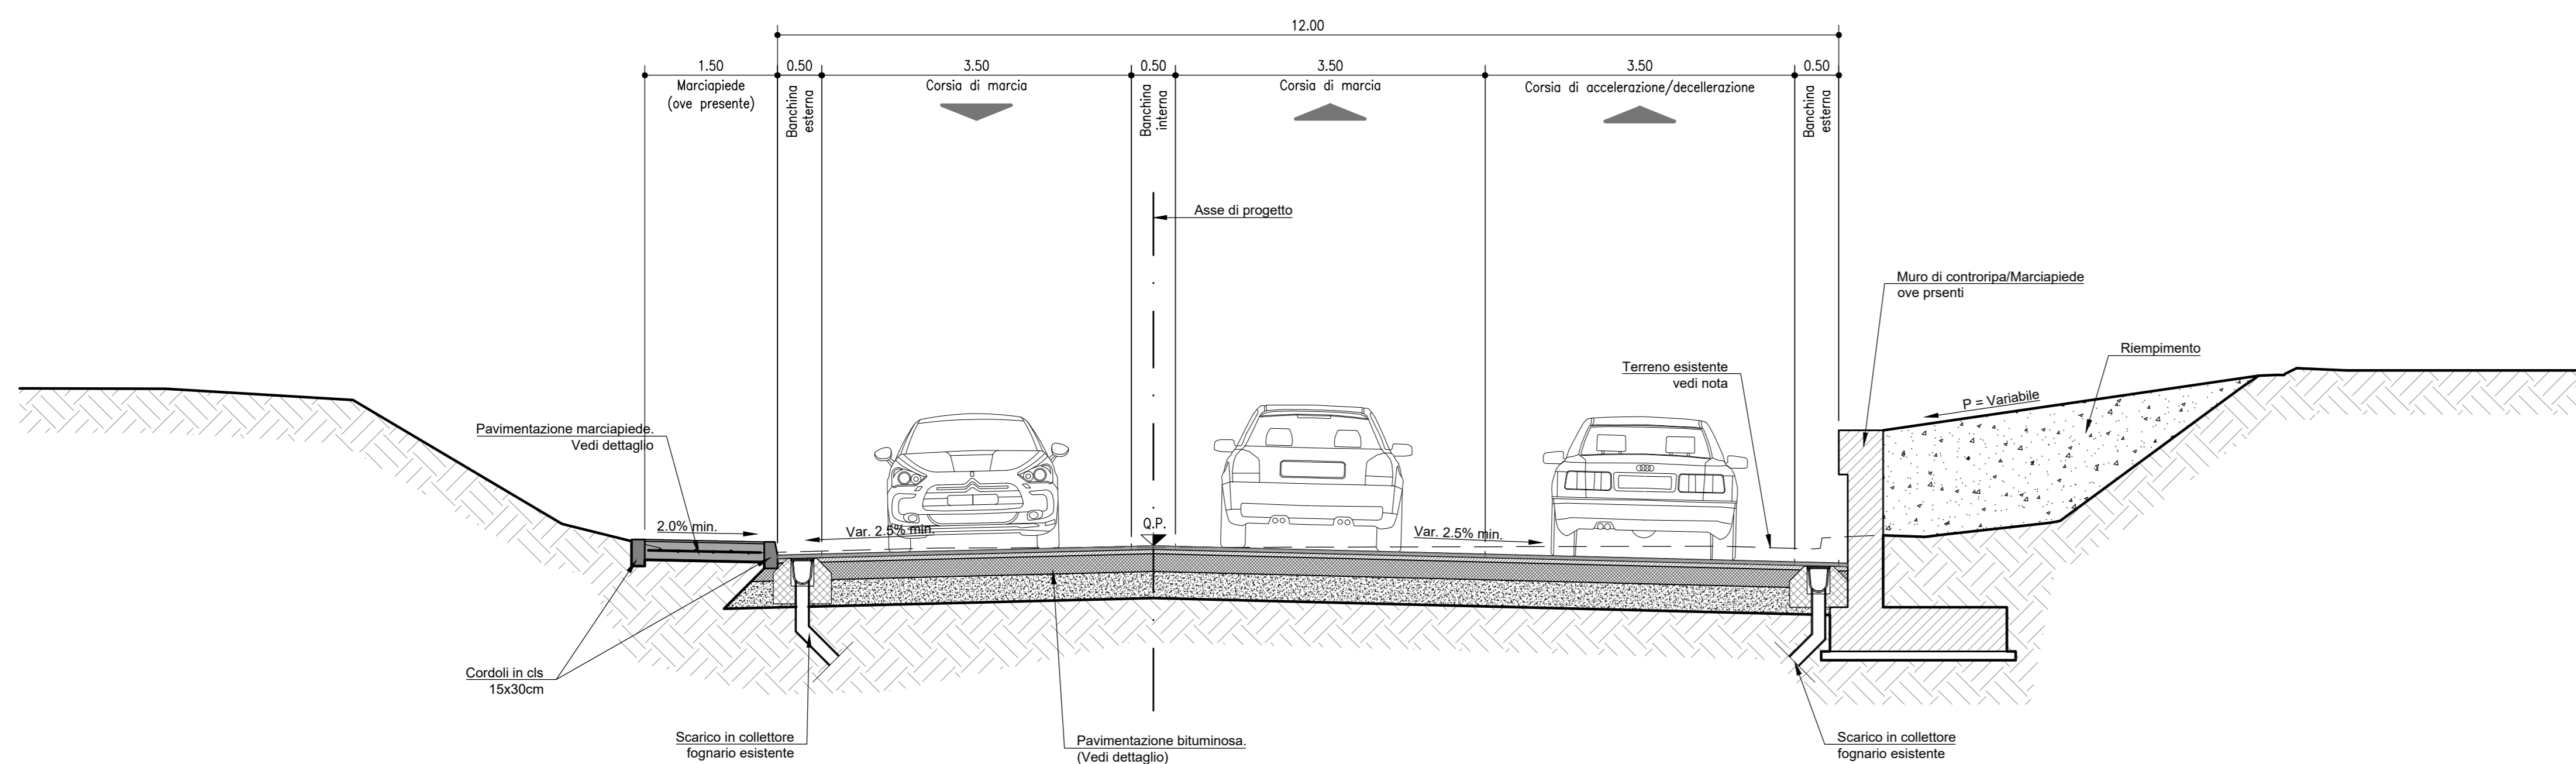 12.00
1.50
0.50
3.50
0.50
3.50
3.50
0.50
Marciapiede
(ove presente)
Banchina
esterna
Corsia di marcia
Banchina
interna
Corsia di marcia
Corsia di accelerazione/decellerazione
Banchina
esterna
Asse di progetto
Muro di controripa/Marciapiede
ove prsenti
Riempimento
Terreno esistente
vedi nota
P = Variabile
Pavimentazione marciapiede.
Vedi dettaglio
2.0% min.
Var. 2.5% min.
Q.P.
Var. 2.5% min.
Cordoli in cls
15x30cm
Scarico in collettore
fognario esistente
Pavimentazione bituminosa.
(Vedi dettaglio)
Scarico in collettore
fognario esistente